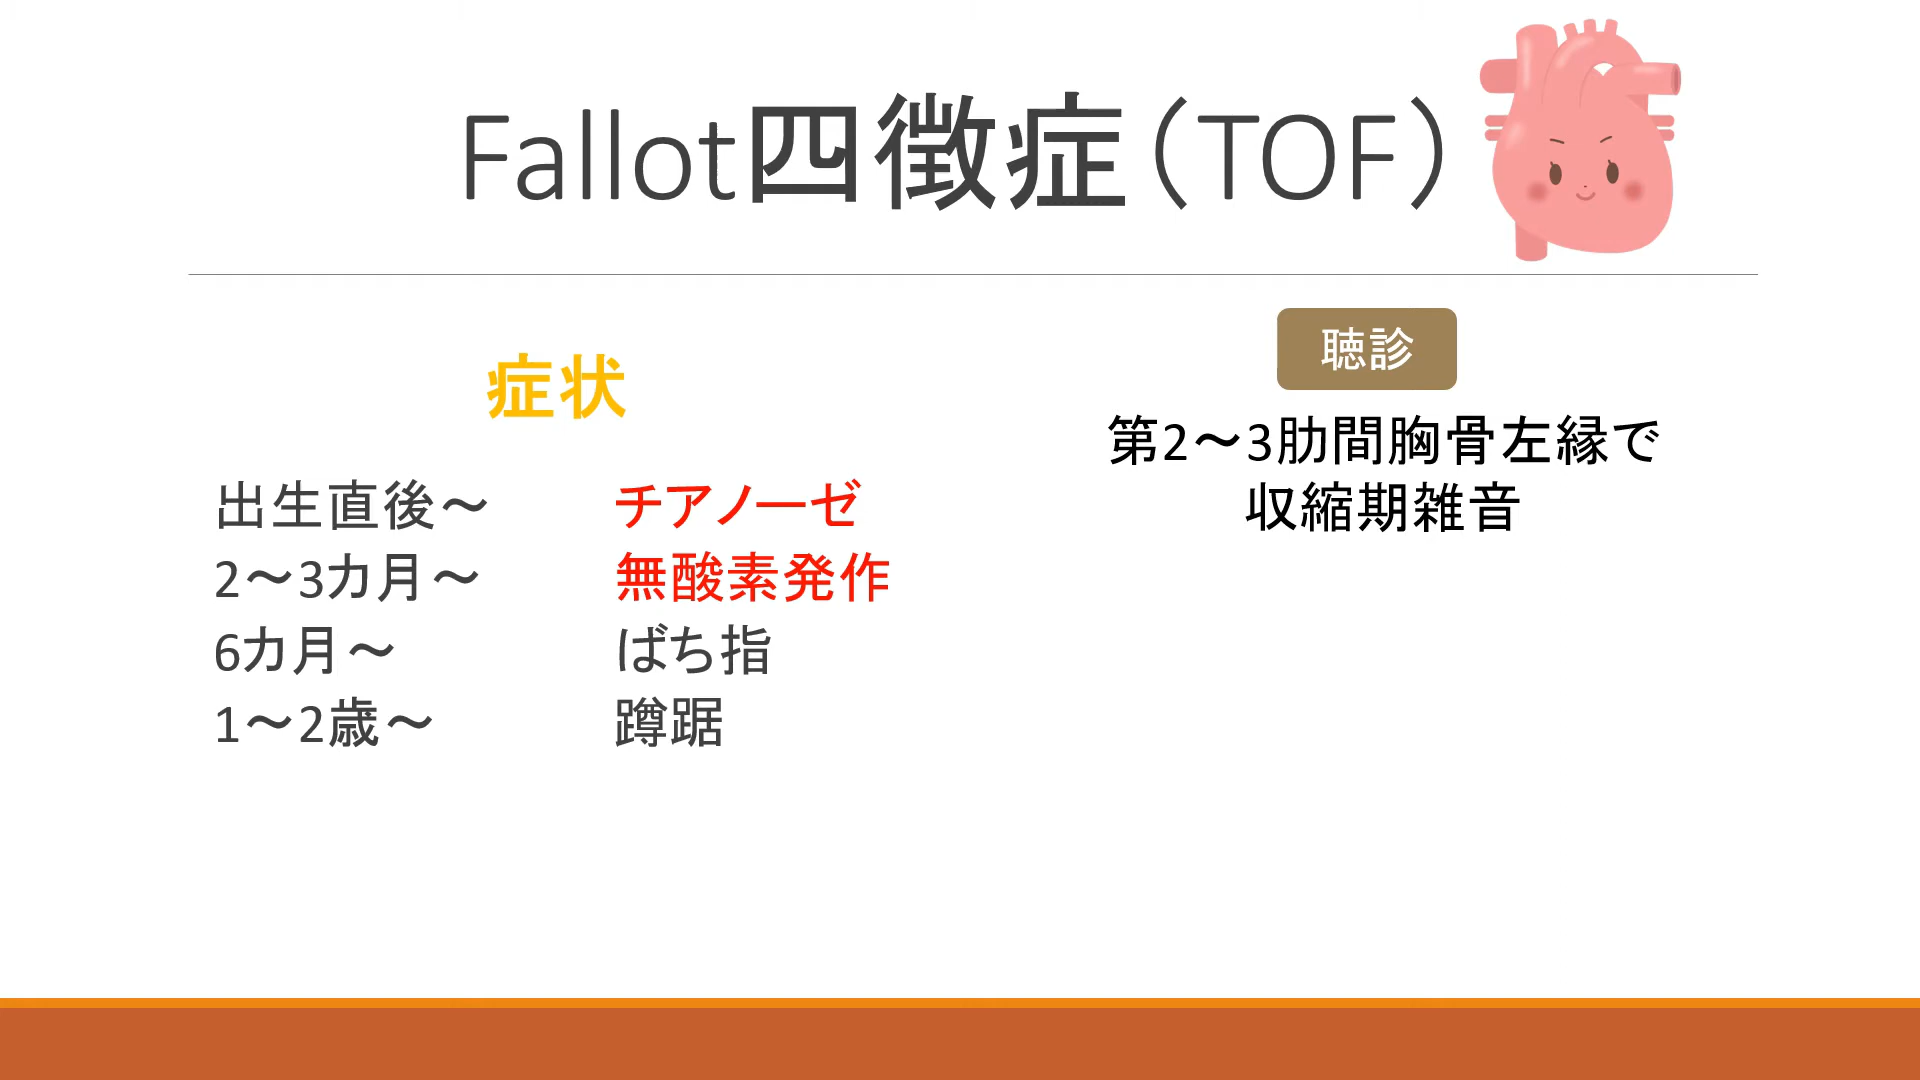 Fallot四徴症（TOF）
症状
出生直後～ チアノーゼ
2～3カ月～ 無酸素発作
6カ月～ ばち指
1～2歳～ 蹲踞
聴診
第2～3肋間胸骨左縁で
収縮期雑音